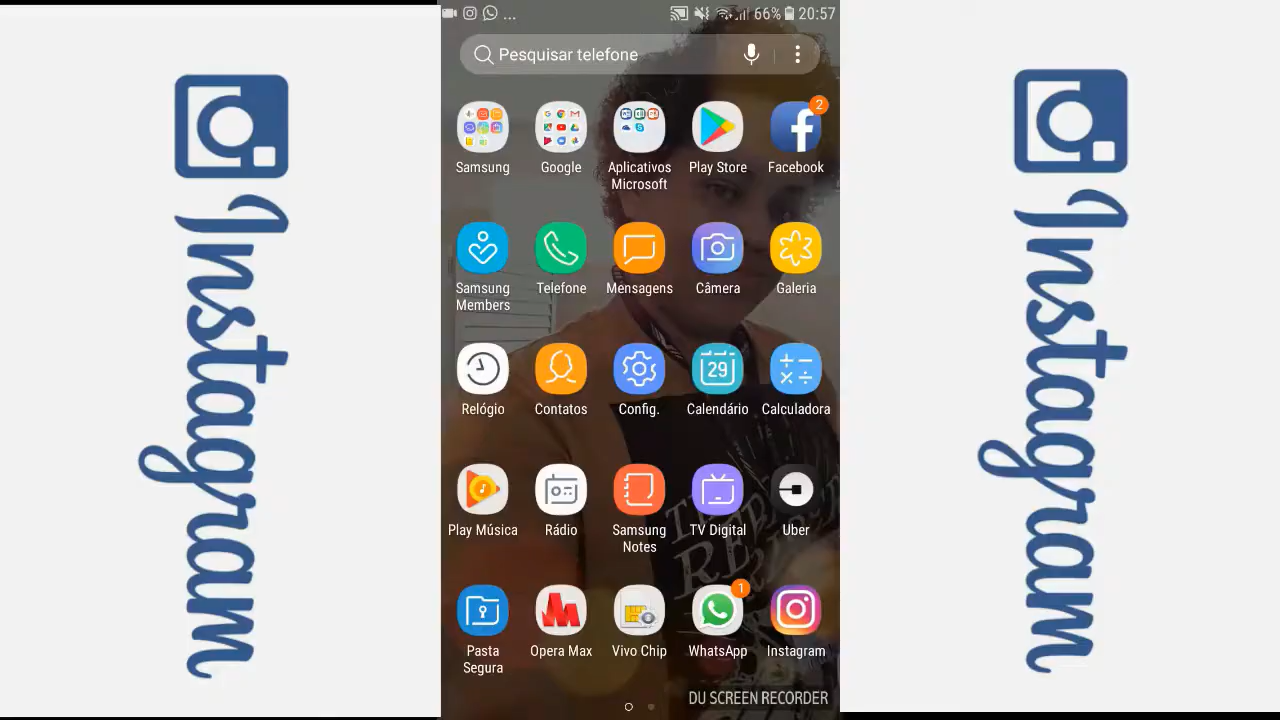 Instagram
... 66% 20:57
Pesquisar telefone
2
Samsung Google Aplicativos Microsoft Play Store Facebook
Samsung Members Telefone Mensagens Câmera Galeria
29
Relógio Contatos Config. Calendário Calculadora
Play Música Rádio Samsung Notes TV Digital Uber
1
Pasta Segura Opera Max Vivo Chip WhatsApp Instagram
DU SCREEN RECORDER
Instagram